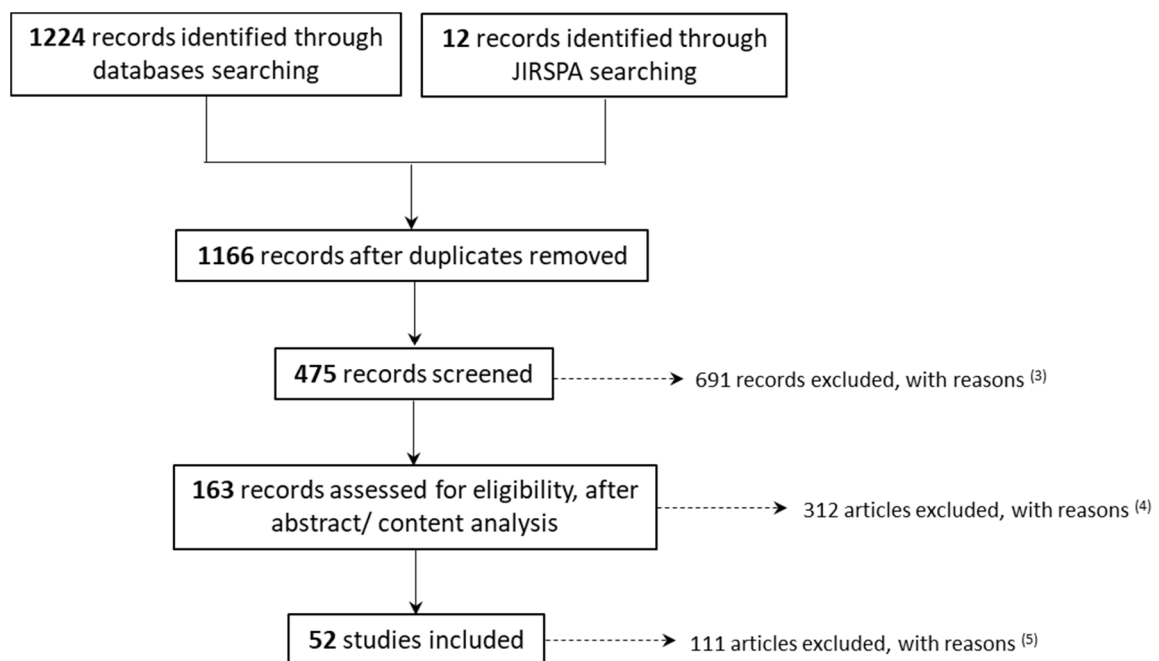 1224 records identified through
databases searching
12 records identified through
JIRSPA searching
1166 records after duplicates removed
475 records screened
691 records excluded, with reasons (3)
163 records assessed for eligibility, after
abstract/ content analysis
312 articles excluded, with reasons (4)
52 studies included
111 articles excluded, with reasons (5)